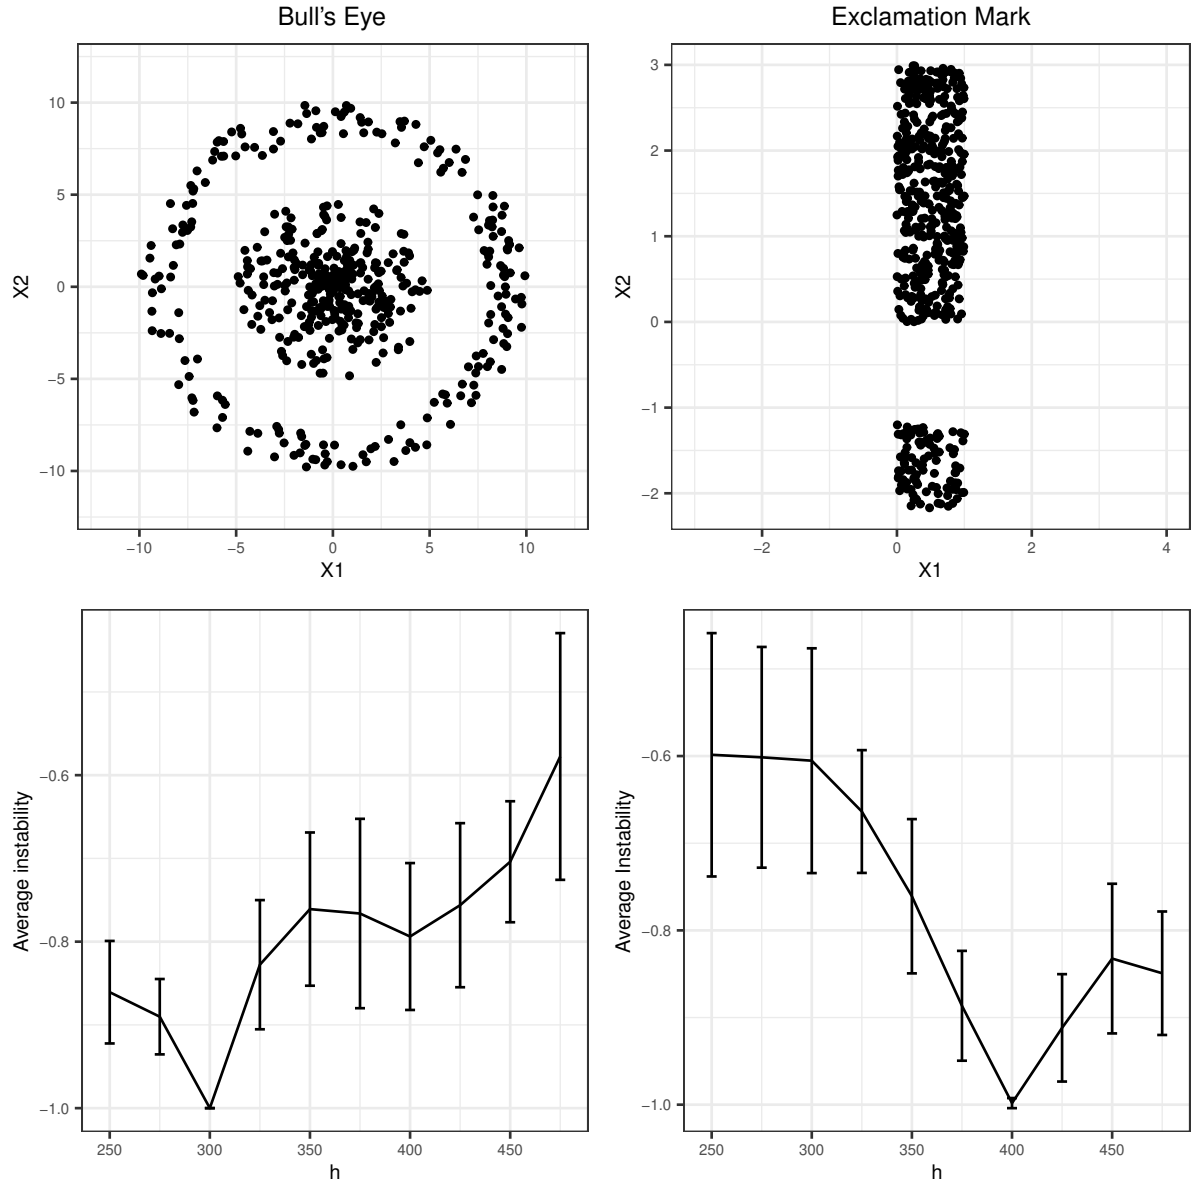 Bull's Eye
10
5
0
−5
−10
X2
−10 −5 0 5 10
X1
Exclamation Mark
3
2
1
0
−1
−2
X2
−2 0 2 4
X1
−0.6
−0.8
−1.0
Average instability
250 300 350 400 450
h
−0.6
−0.8
−1.0
Average Instability
250 300 350 400 450
h